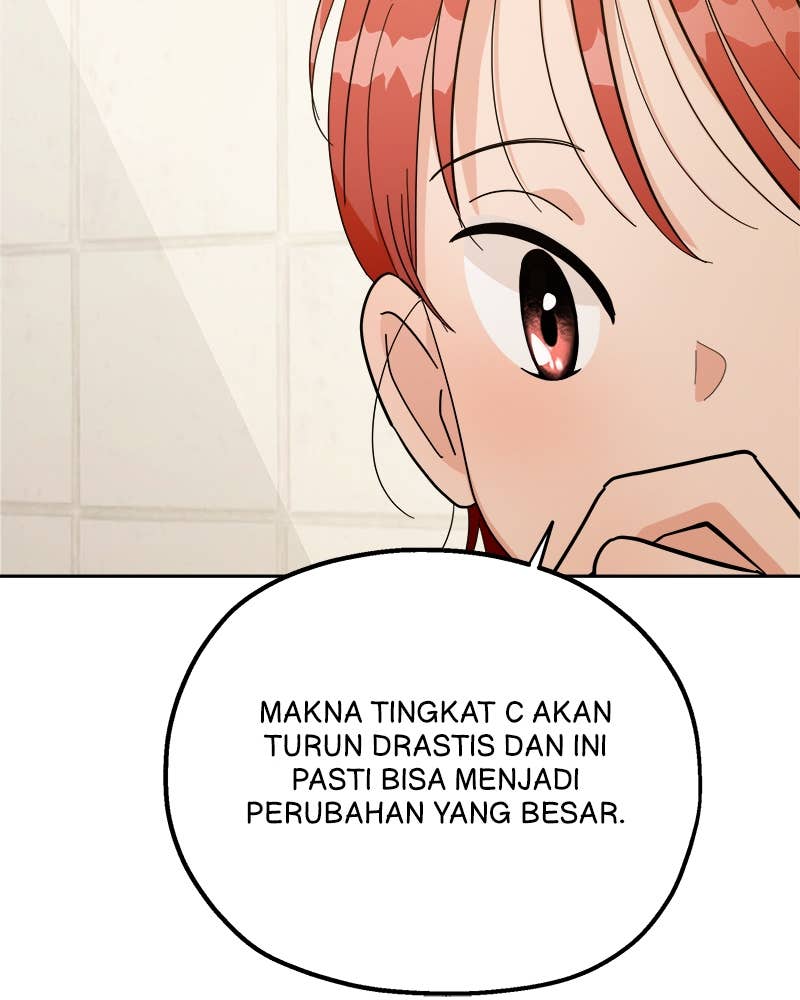 MAKNA TINGKAT C AKAN
TURUN DRASTIS DAN INI
PASTI BISA MENJADI
PERUBAHAN YANG BESAR.